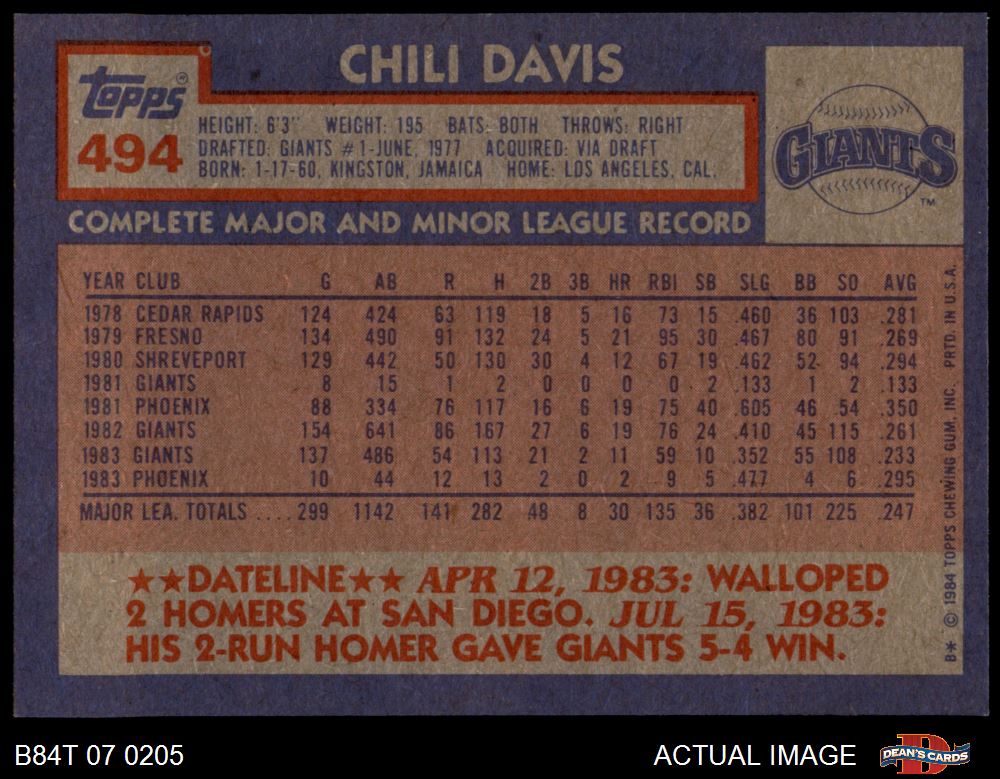 CHILI DAVIS
Topps ®
494
HEIGHT: 6'3" WEIGHT: 195 BATS: BOTH THROWS: RIGHT
DRAFTED: GIANTS #1-JUNE, 1977 ACQUIRED: VIA DRAFT
BORN: 1-17-60, KINGSTON, JAMAICA HOME: LOS ANGELES, CAL.
GIANTS
TM
COMPLETE MAJOR AND MINOR LEAGUE RECORD
YEAR CLUB G AB R H 2B 3B HR RBI SB SLG BB SO AVG
1978 CEDAR RAPIDS 124 424 63 119 18 5 16 73 15 .460 36 103 .281
1979 FRESNO 134 490 91 132 24 5 21 95 30 .467 80 91 .269
1980 SHREVEPORT 129 442 50 130 30 4 12 67 19 .462 52 94 .294
1981 GIANTS 8 15 1 2 0 0 0 0 2 .133 1 2 .133
1981 PHOENIX 88 334 76 117 16 6 19 75 40 .605 46 54 .350
1982 GIANTS 154 641 86 167 27 6 19 76 24 .410 45 115 .261
1983 GIANTS 137 486 54 113 21 2 11 59 10 .352 55 108 .233
1983 PHOENIX 10 44 12 13 2 0 2 9 5 .477 4 6 .295
MAJOR LEA. TOTALS .... 299 1142 141 282 48 8 30 135 36 .382 101 225 .247
★★DATELINE★★ APR 12, 1983: WALLOPED
2 HOMERS AT SAN DIEGO. JUL 15, 1983:
HIS 2-RUN HOMER GAVE GIANTS 5-4 WIN.
B* © 1984 TOPPS CHEWING GUM, INC. PRTD. IN U.S.A.
B84T 07 0205
ACTUAL IMAGE
DEAN'S CARDS